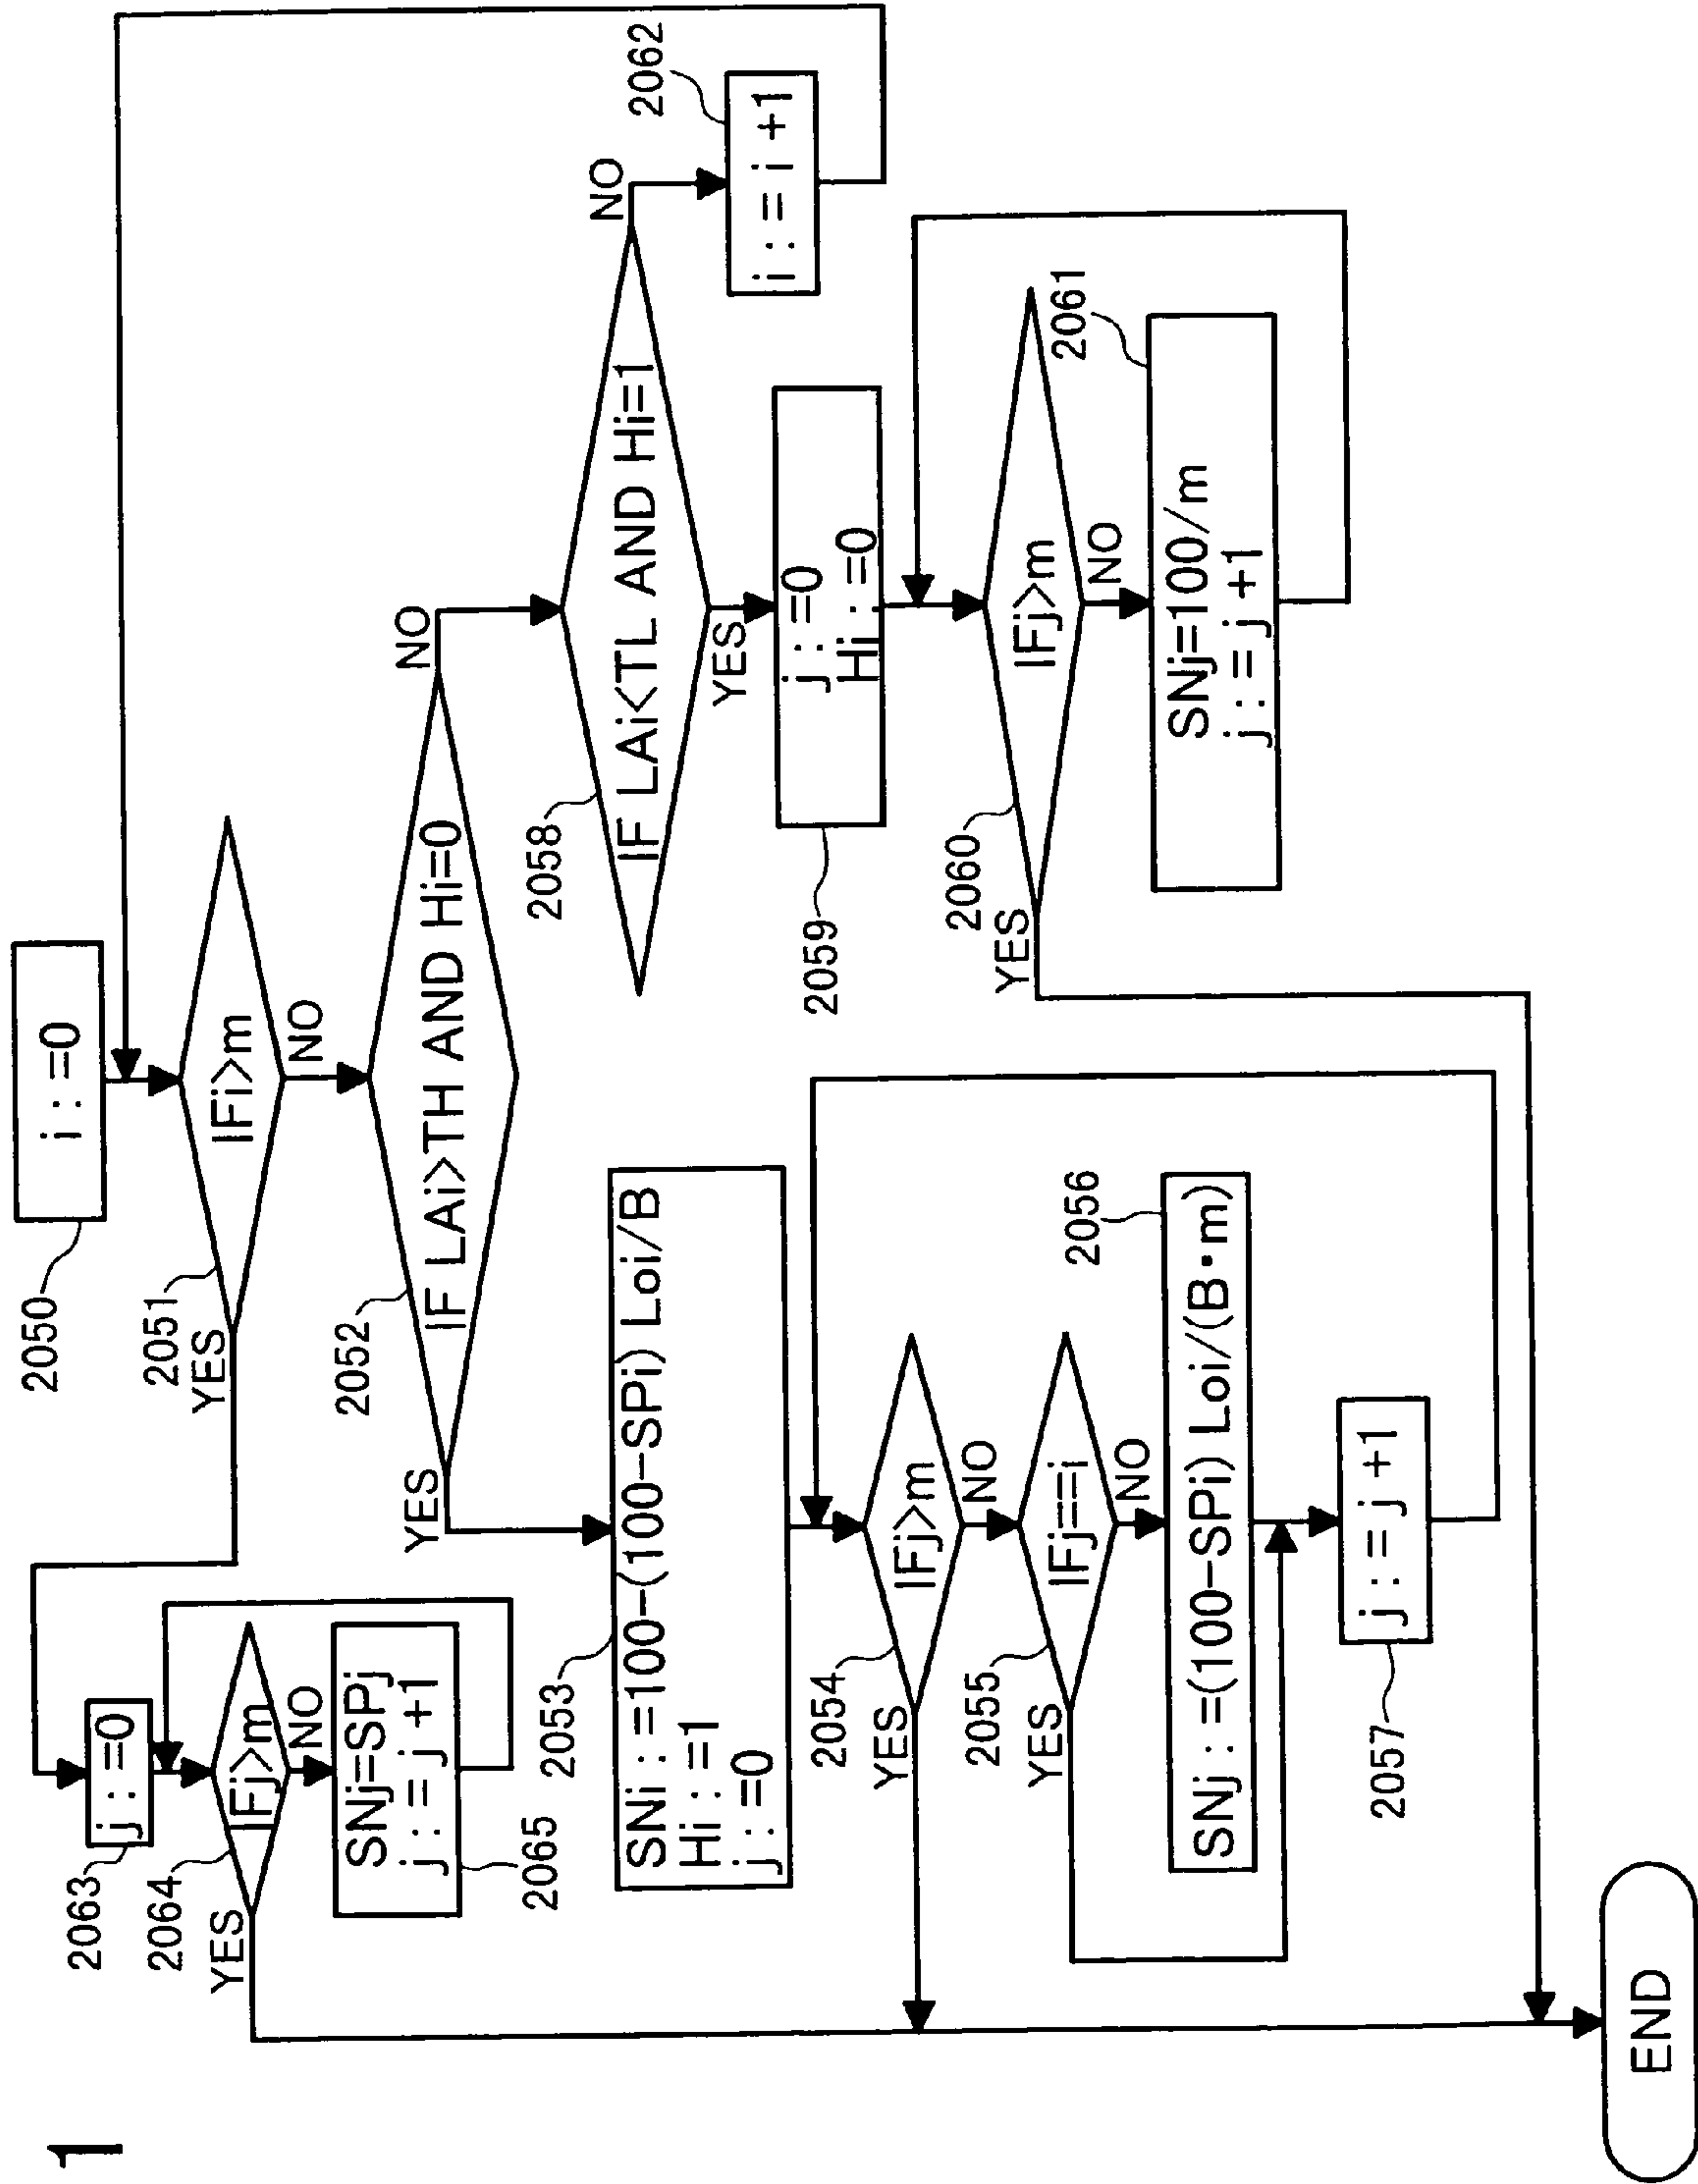 1
2050
i : =0
2051
IFi>m
YES
NO
2052
IF LAi>TH AND Hi=0
YES
NO
2053
SNi : =100-(100-SPi) Loi/B
Hi : =1
j : =0
2054
IFj>m
YES
NO
2055
IFj==i
YES
NO
2056
SNj : =(100-SPi) Loi/(B·m)
2057
j : = j +1
2058
IF LAi<TL AND Hi=1
YES
NO
2059
j : =0
Hi : =0
2060
IFj>m
YES
NO
2061
SNj=100/m
j : = j +1
2062
i : = i +1
2063
j : =0
2064
IFj>m
YES
NO
2065
SNj=SPj
j : = j +1
END